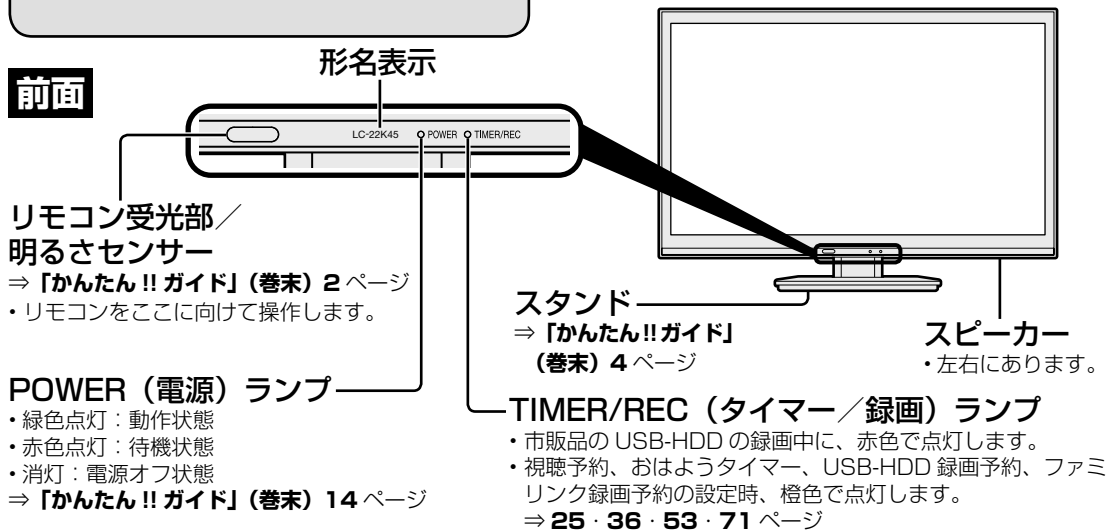 前面
形名表示
LC-22K45 POWER TIMER/REC
リモコン受光部／
明るさセンサー
⇒「かんたん!! ガイド」（巻末）2 ページ
・リモコンをここに向けて操作します。
POWER（電源）ランプ
・緑色点灯：動作状態
・赤色点灯：待機状態
・消灯：電源オフ状態
⇒「かんたん!! ガイド」（巻末）14 ページ
スタンド
⇒「かんたん!!ガイド」
（巻末）4 ページ
スピーカー
・左右にあります。
TIMER/REC（タイマー／録画）ランプ
・市販品の USB-HDD の録画中に、赤色で点灯します。
・視聴予約、おはようタイマー、USB-HDD 録画予約、ファミ
リンク録画予約の設定時、橙色で点灯します。
⇒ 25・36・53・71 ページ